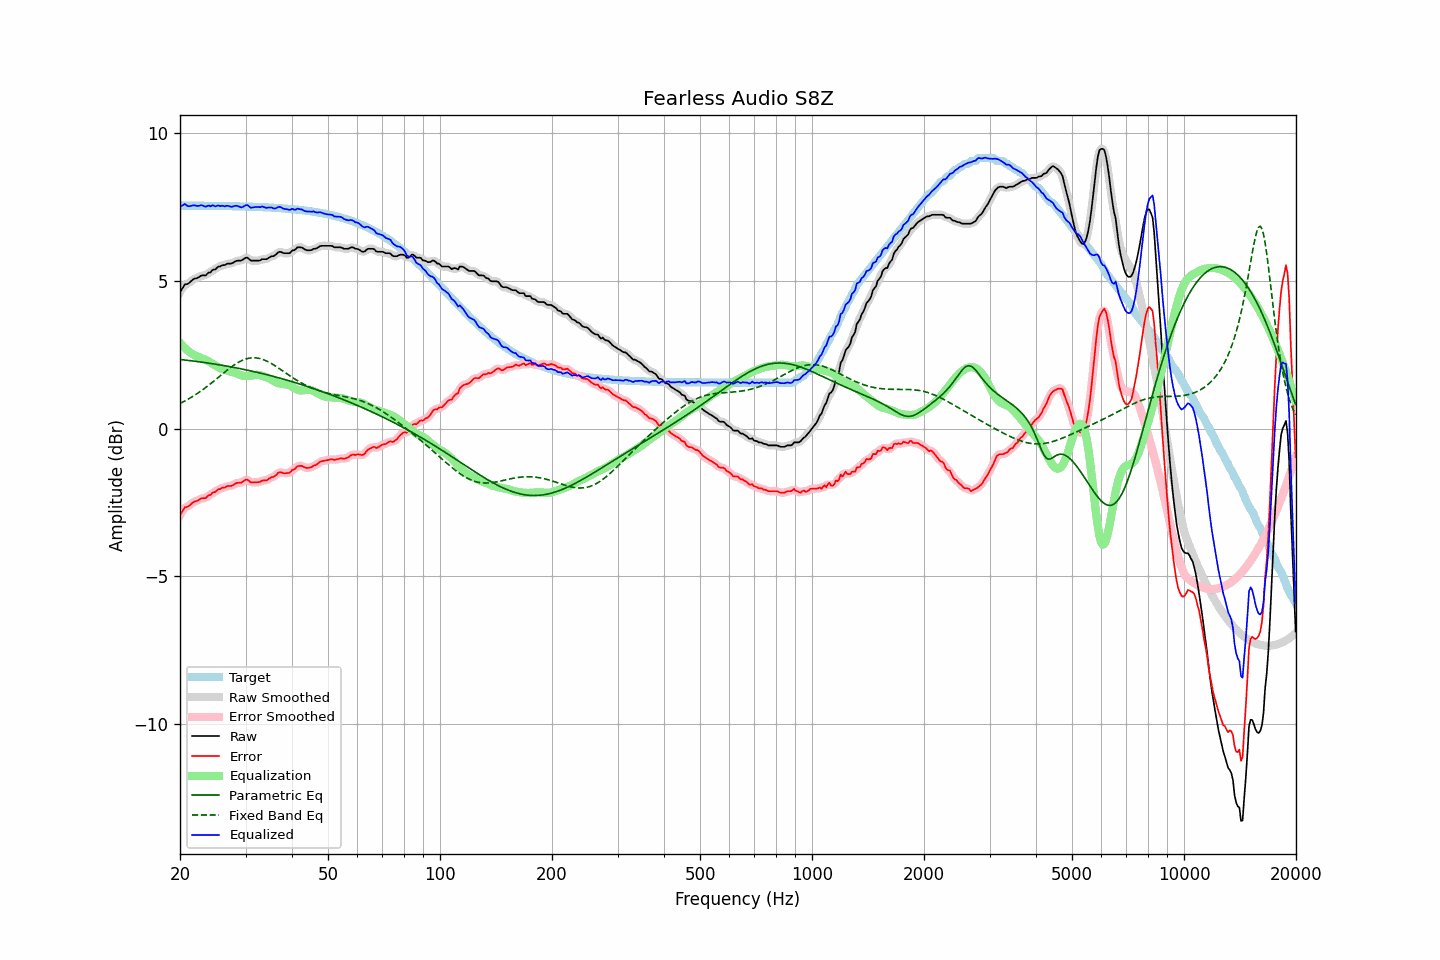 Fearless Audio S8Z
Amplitude (dBr)
10
5
0
−5
−10
Target
Raw Smoothed
Error Smoothed
Raw
Error
Equalization
Parametric Eq
Fixed Band Eq
Equalized
20 50 100 200 500 1000 2000 5000 10000 20000
Frequency (Hz)